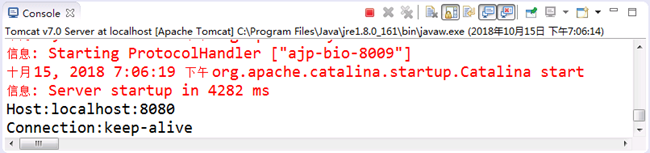 Console
Tomcat v7.0 Server at localhost [Apache Tomcat] C:\Program Files\Java\jre1.8.0_161\bin\javaw.exe (2018年10月15日 下午7:06:14)
信息: Starting ProtocolHandler ["ajp-bio-8009"]
十月 15, 2018 7:06:19 下午 org.apache.catalina.startup.Catalina start
信息: Server startup in 4282 ms
Host:localhost:8080
Connection:keep-alive